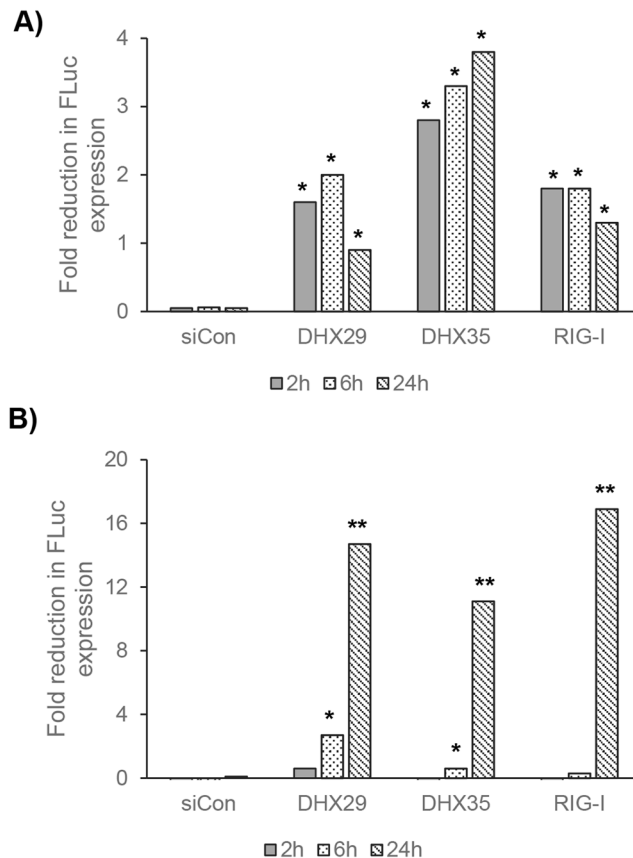 A)
Fold reduction in FLuc
expression
4
3
2
1
0
* * *
* * *
* * *
siCon DHX29 DHX35 RIG-I
2h 6h 24h
B)
Fold reduction in FLuc
expression
20
16
12
8
4
0
* **
* **
**
siCon DHX29 DHX35 RIG-I
2h 6h 24h